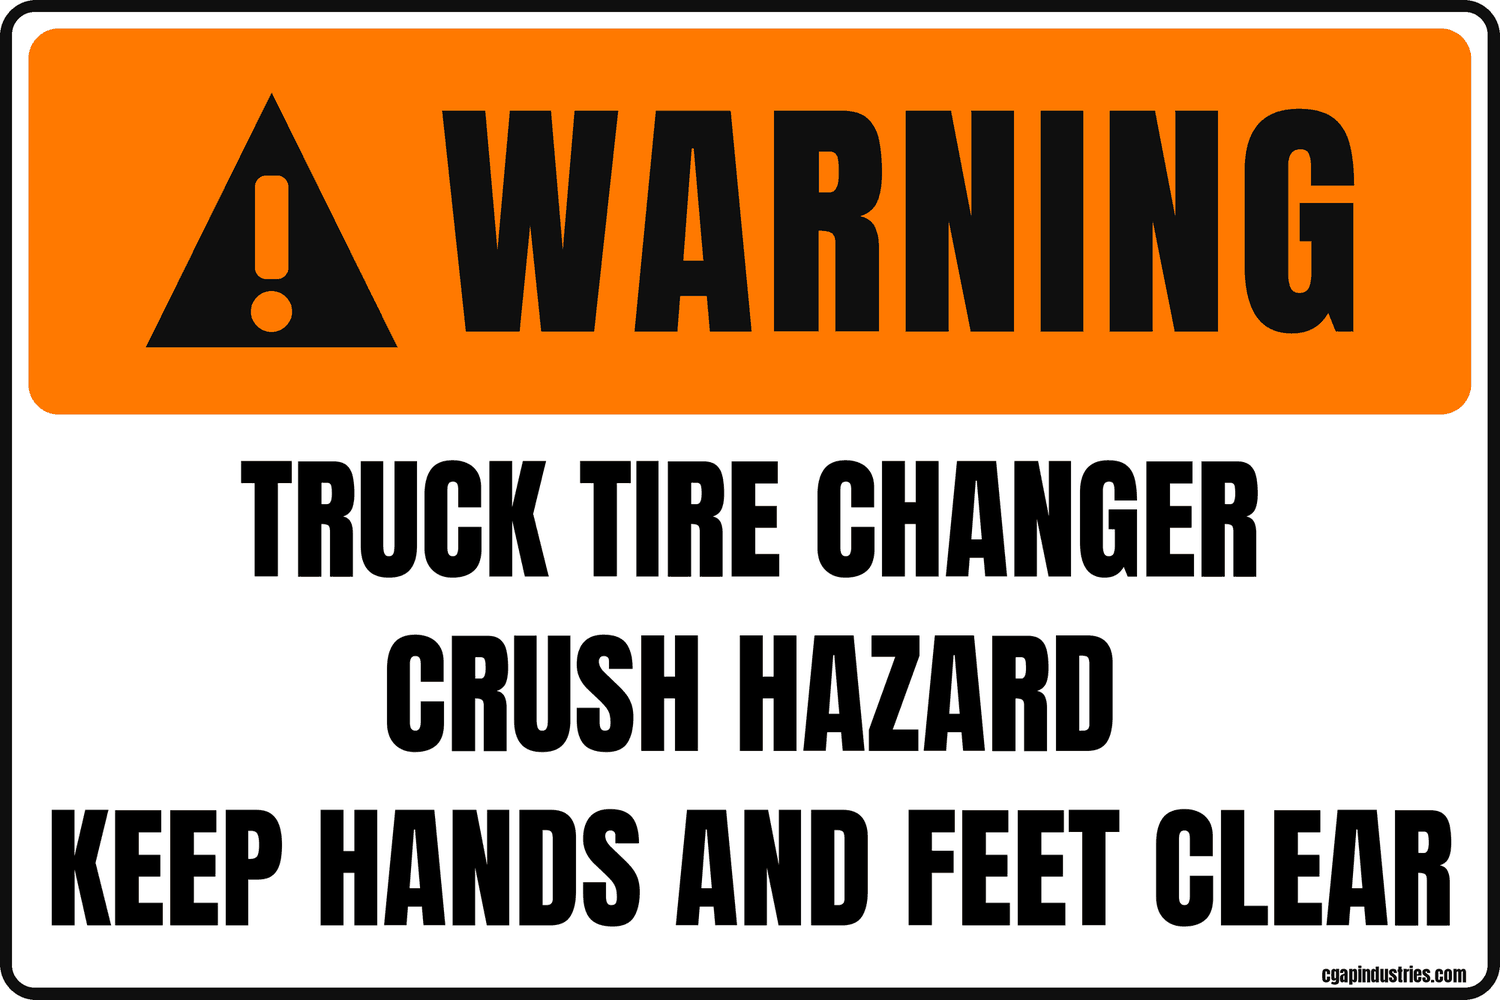 WARNING
TRUCK TIRE CHANGER
CRUSH HAZARD
KEEP HANDS AND FEET CLEAR
cgapindustries.com